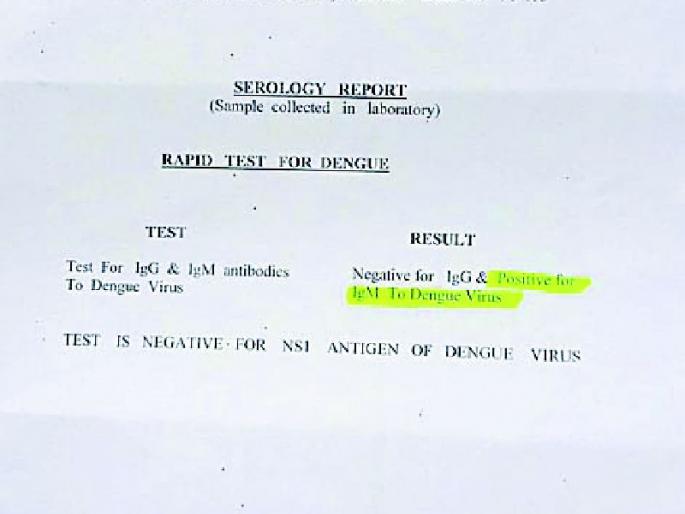 SEROLOGY REPORT
(Sample collected in laboratory)
RAPID TEST FOR DENGUE
TEST
RESULT
Test For IgG & IgM antibodies
To Dengue Virus
Negative for IgG & Positive for
IgM To Dengue Virus
TEST IS NEGATIVE FOR NS1 ANTIGEN OF DENGUE VIRUS